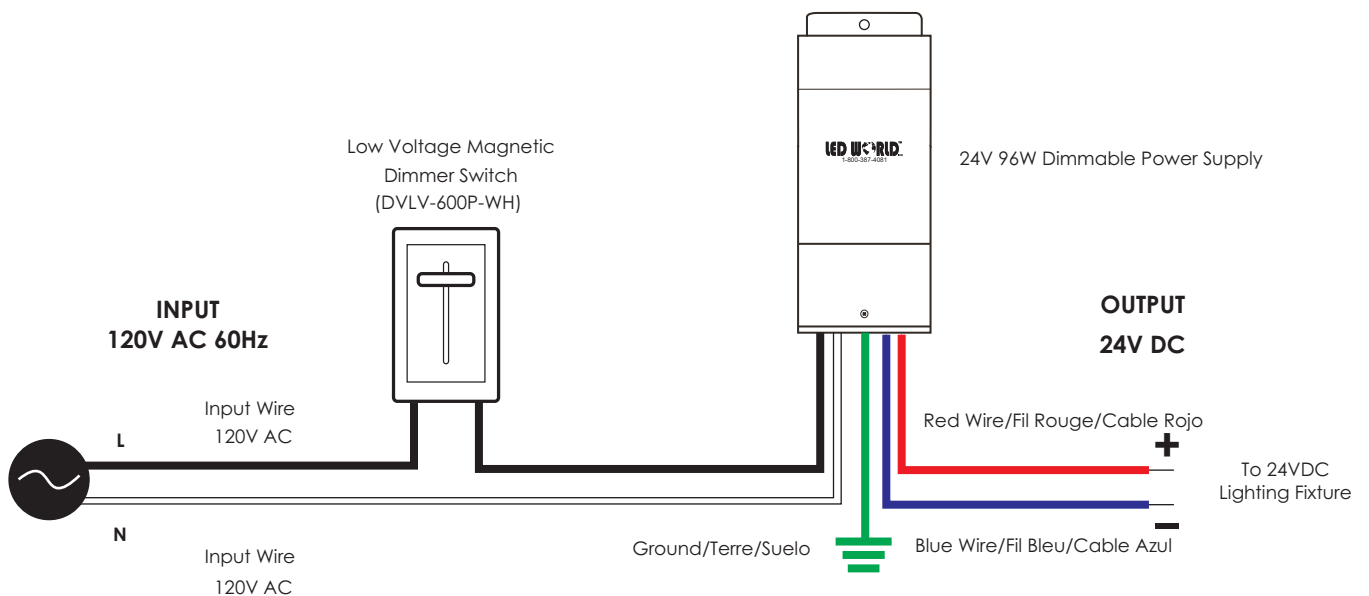 Low Voltage Magnetic
Dimmer Switch
(DVLV-600P-WH)
LED WORLD™
1-800-387-4081
24V 96W Dimmable Power Supply
INPUT
120V AC 60Hz
OUTPUT
24V DC
Input Wire
120V AC
L
N
Input Wire
120V AC
Red Wire/Fil Rouge/Cable Rojo
+
To 24VDC
Lighting Fixture
−
Blue Wire/Fil Bleu/Cable Azul
Ground/Terre/Suelo